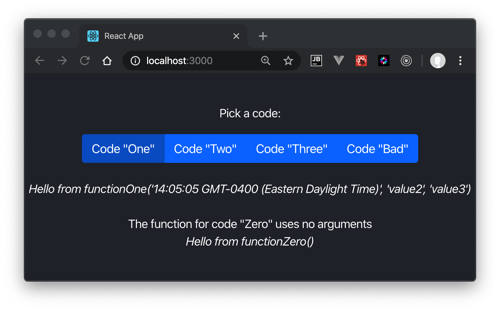 React App
localhost:3000
JB
Pick a code:
Code "One" Code "Two" Code "Three" Code "Bad"
Hello from functionOne('14:05:05 GMT-0400 (Eastern Daylight Time)', 'value2', 'value3')
The function for code "Zero" uses no arguments
Hello from functionZero()